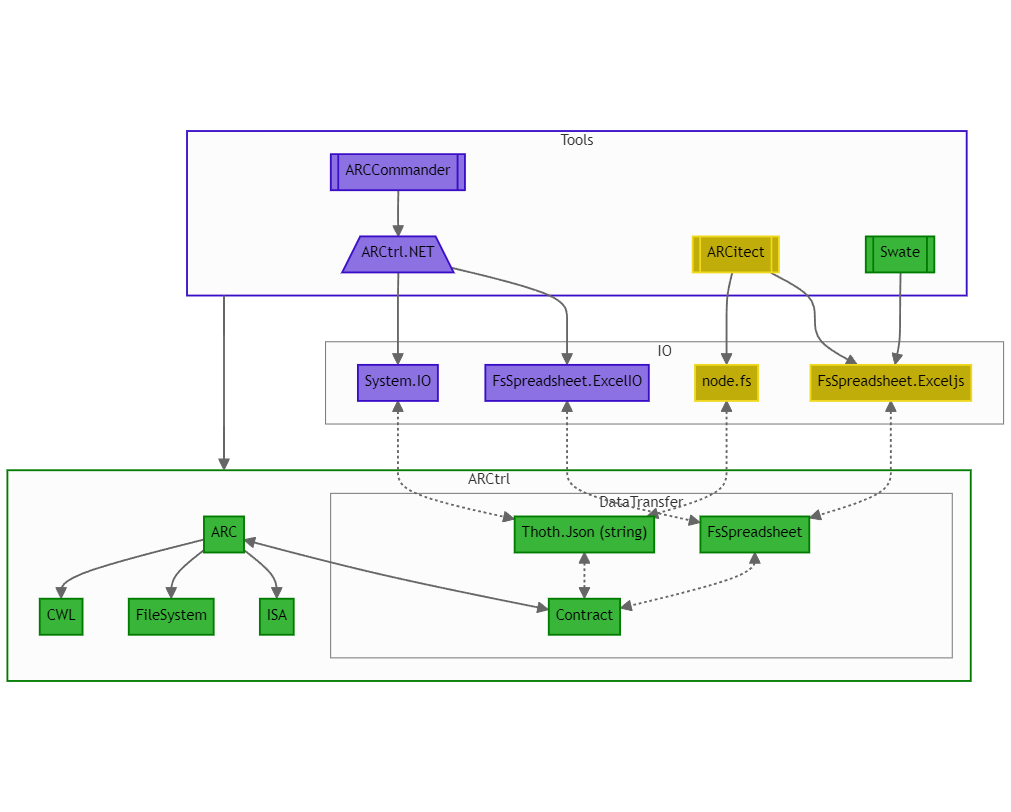 Tools
ARCCommander
ARCtrl.NET
ARCitect
Swate
IO
System.IO
FsSpreadsheet.ExcelIO
node.fs
FsSpreadsheet.Exceljs
ARCtrl
DataTransfer
ARC
Thoth.Json (string)
FsSpreadsheet
CWL
FileSystem
ISA
Contract